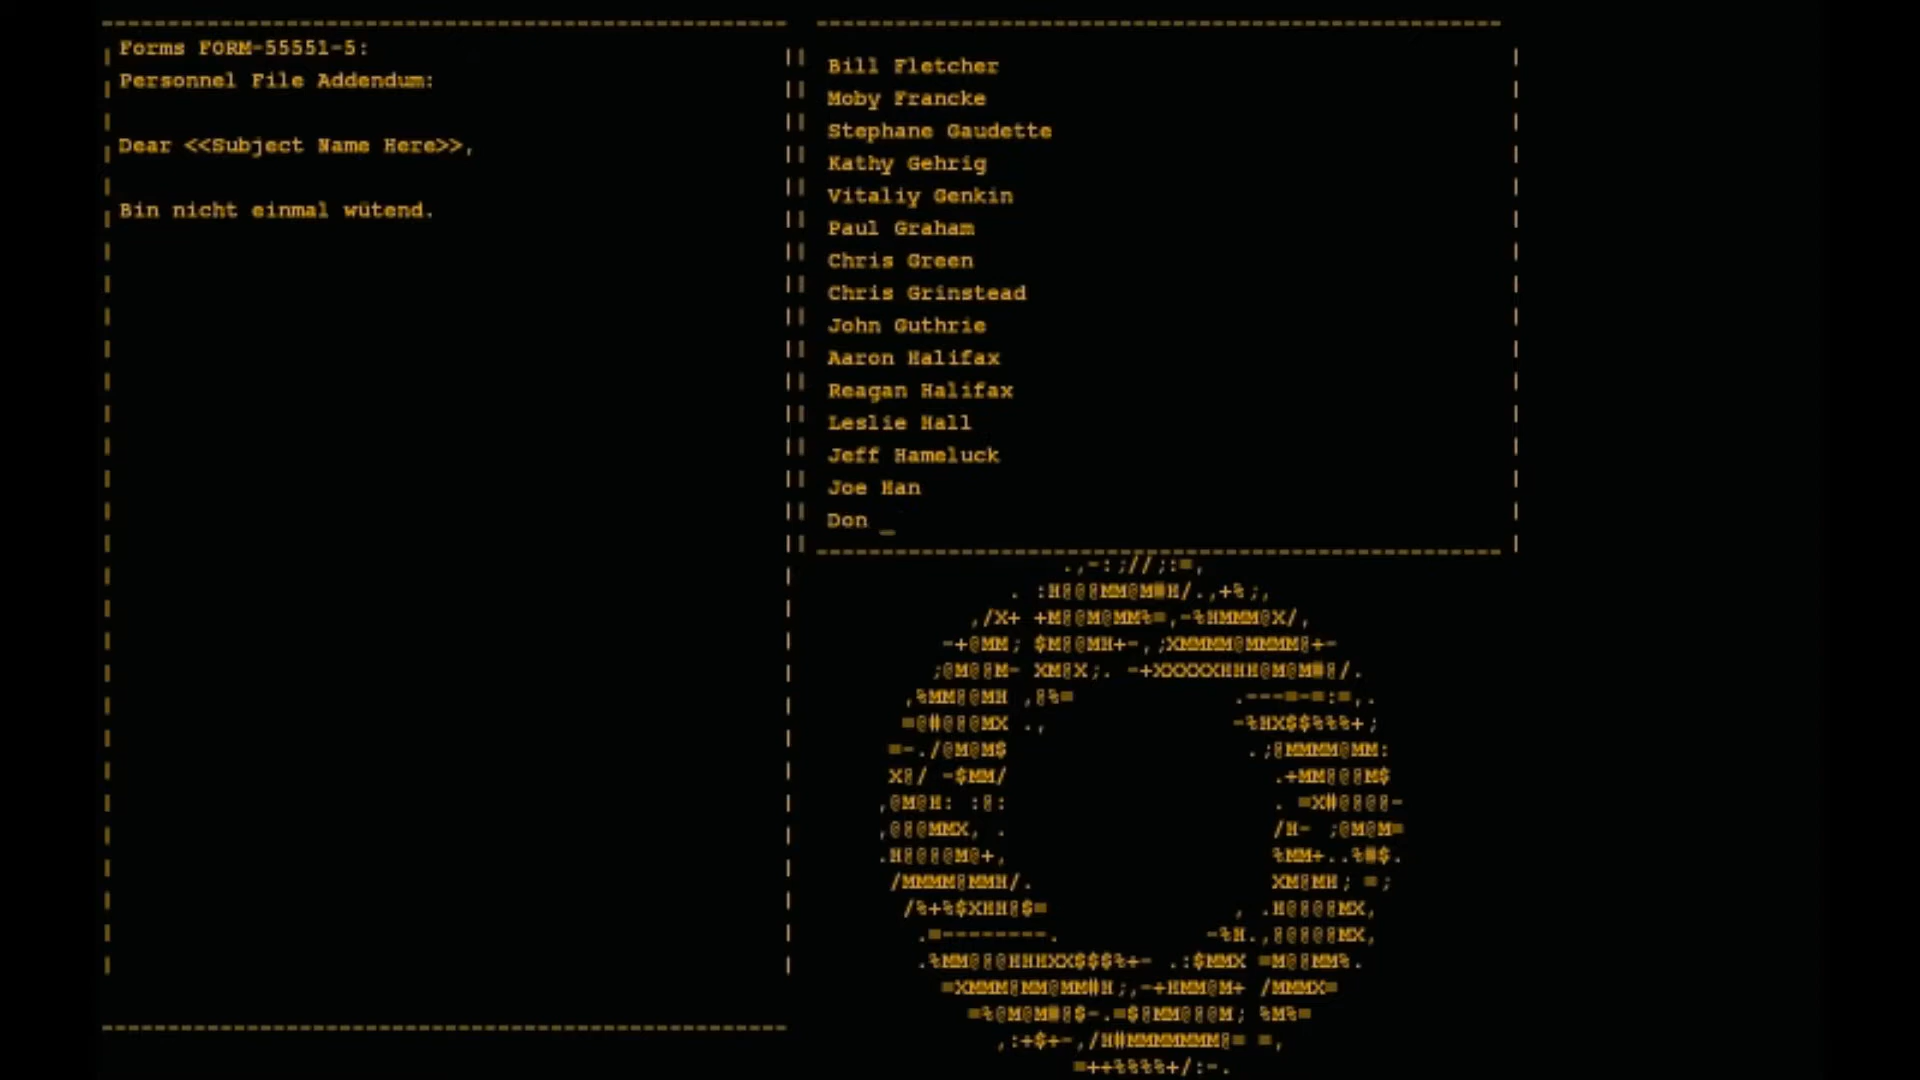 Forms FORM-55551-5:
Personnel File Addendum:
Dear <<Subject Name Here>>,
Bin nicht einmal wütend.
Bill Fletcher
Moby Francke
Stephane Gaudette
Kathy Gehrig
Vitaliy Genkin
Paul Graham
Chris Green
Chris Grinstead
John Guthrie
Aaron Halifax
Reagan Halifax
Leslie Hall
Jeff Hameluck
Joe Han
Don _